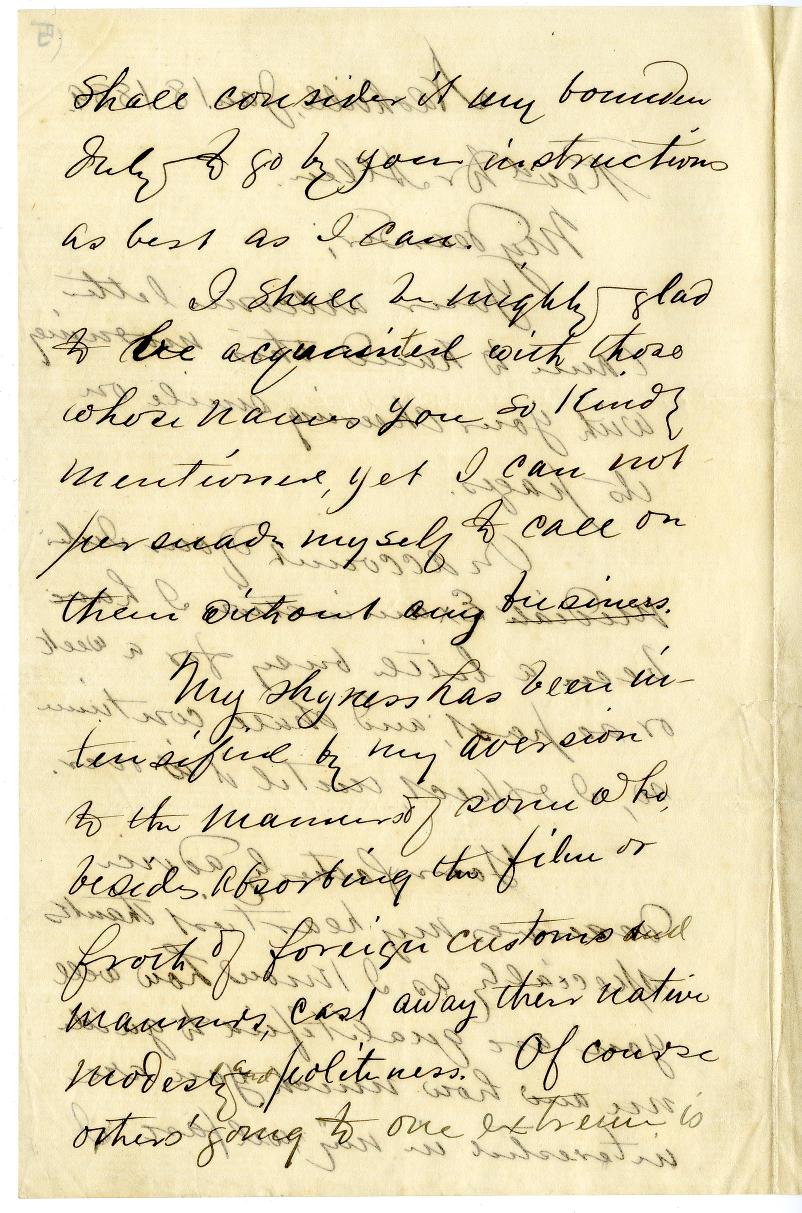 shall consider it my bounden
duty to go by your instructions
as best as I can.
I shall be mighty glad
to be acquainted with those
whose names you so kindly
mentioned, yet I can not
persuade myself to call on
them without any business.
My shyness has been in-
tensified by my aversion
to the manners of some who,
besides absorbing the film or
froth of foreign customs and
manners, cast away their native
modesty and politeness. Of course
others' going to one extreme is